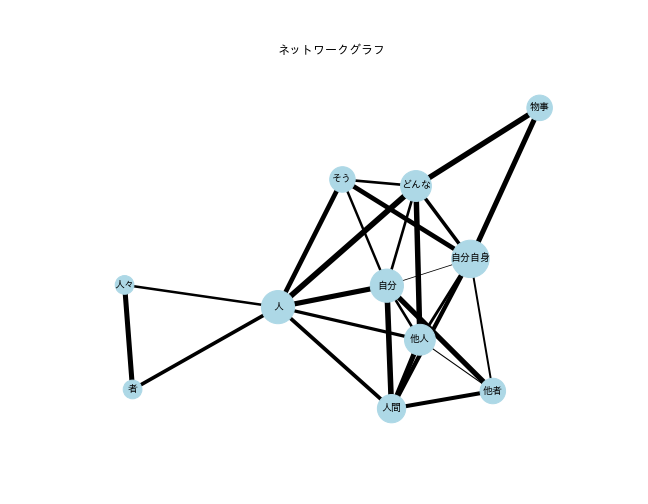 ネットワークグラフ
物事
そう
どんな
自分自身
人々
自分
人
他人
者
他者
人間